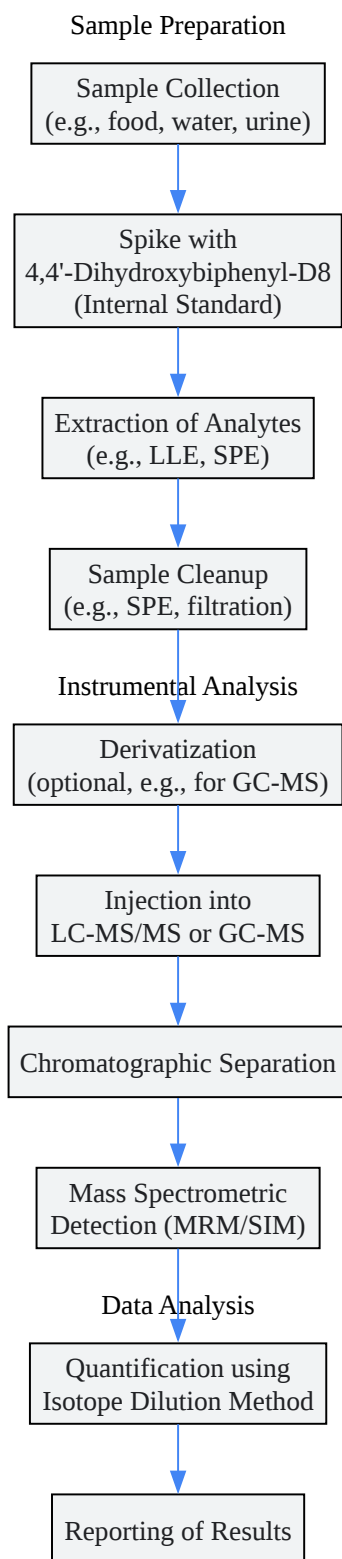 Sample Preparation
Sample Collection
(e.g., food, water, urine)
Spike with
4,4'-Dihydroxybiphenyl-D8
(Internal Standard)
Extraction of Analytes
(e.g., LLE, SPE)
Sample Cleanup
(e.g., SPE, filtration)
Instrumental Analysis
Derivatization
(optional, e.g., for GC-MS)
Injection into
LC-MS/MS or GC-MS
Chromatographic Separation
Mass Spectrometric
Detection (MRM/SIM)
Data Analysis
Quantification using
Isotope Dilution Method
Reporting of Results